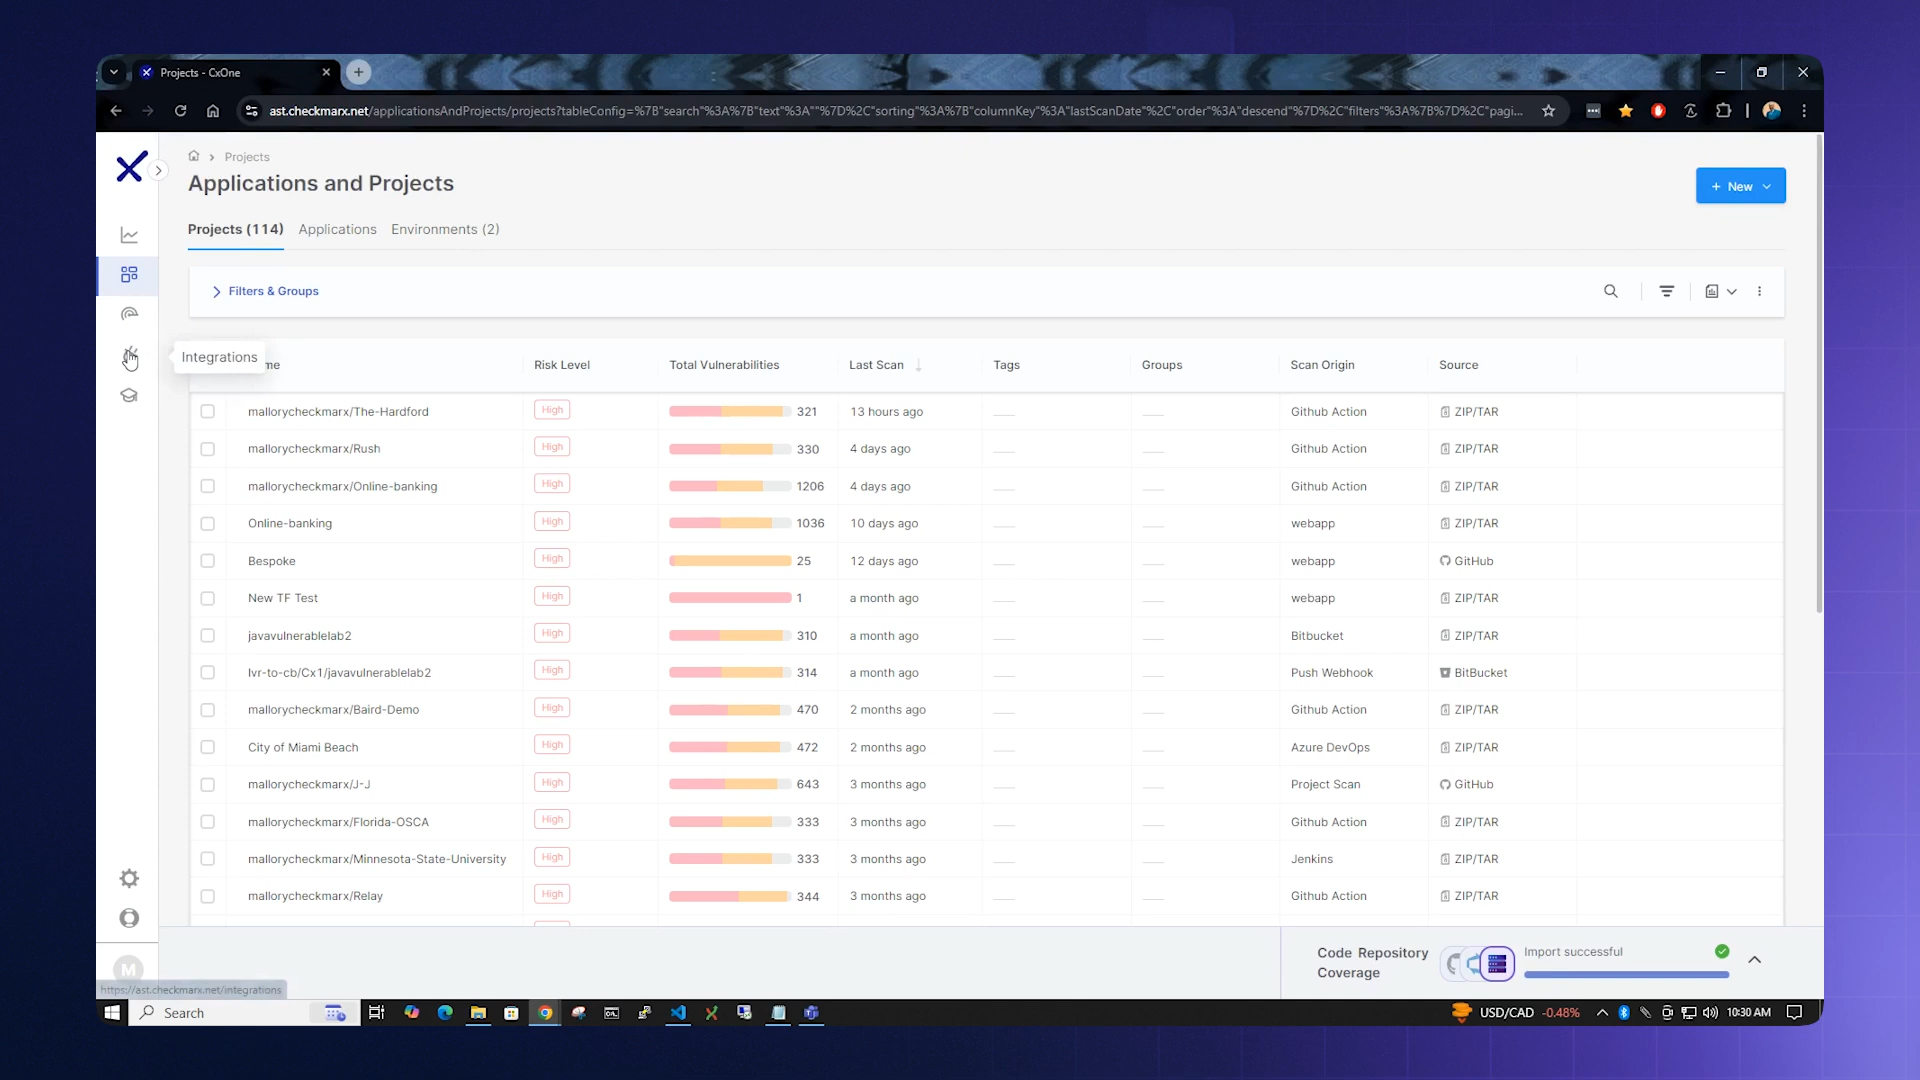 Projects - CxOne
ast.checkmarx.net/applicationsAndProjects/projects?tableConfig=%7B"search"%3A%7B"text"%3A""%7D%2C"sorting"%3A%7B"columnKey"%3A"lastScanDate"%2C"order"%3A"descend"%7D%2C"filters"%3A%7B%7D%2C"pagi...
Projects
Applications and Projects
+ New
Projects (114) Applications Environments (2)
Filters & Groups
Integrations
me Risk Level Total Vulnerabilities Last Scan Tags Groups Scan Origin Source
mallorycheckmarx/The-Hardford High 321 13 hours ago Github Action ZIP/TAR
mallorycheckmarx/Rush High 330 4 days ago Github Action ZIP/TAR
mallorycheckmarx/Online-banking High 1206 4 days ago Github Action ZIP/TAR
Online-banking High 1036 10 days ago webapp ZIP/TAR
Bespoke High 25 12 days ago webapp GitHub
New TF Test High 1 a month ago webapp ZIP/TAR
javavulnerablelab2 High 310 a month ago Bitbucket ZIP/TAR
lvr-to-cb/Cx1/javavulnerablelab2 High 314 a month ago Push Webhook BitBucket
mallorycheckmarx/Baird-Demo High 470 2 months ago Github Action ZIP/TAR
City of Miami Beach High 472 2 months ago Azure DevOps ZIP/TAR
mallorycheckmarx/J-J High 643 3 months ago Project Scan GitHub
mallorycheckmarx/Florida-OSCA High 333 3 months ago Github Action ZIP/TAR
mallorycheckmarx/Minnesota-State-University High 333 3 months ago Jenkins ZIP/TAR
mallorycheckmarx/Relay High 344 3 months ago Github Action ZIP/TAR
Code Repository
Coverage
Import successful
M
https://ast.checkmarx.net/integrations
Search
USD/CAD -0.48%
10:30 AM